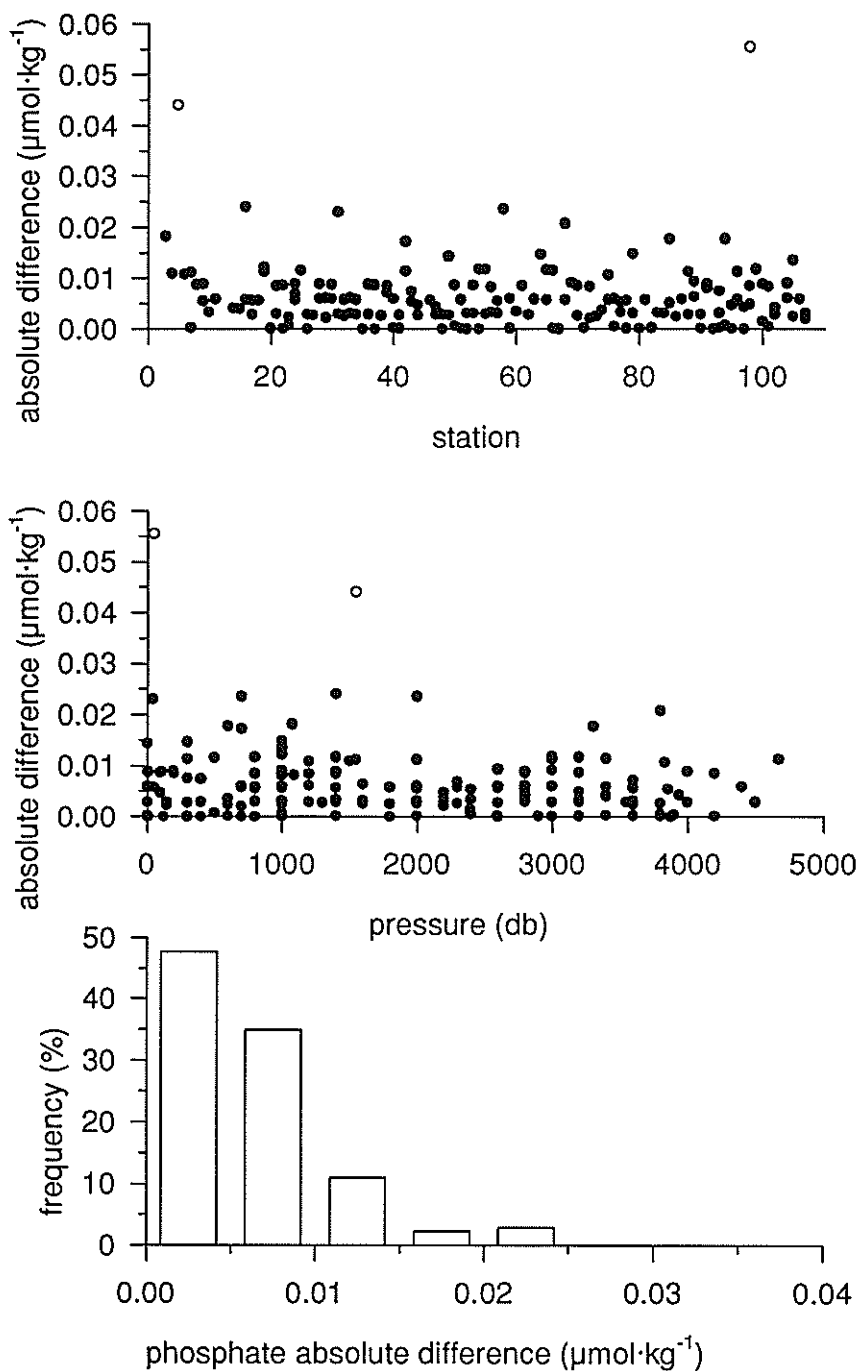 absolute difference (µmol·kg-1)
0.06
0.05
0.04
0.03
0.02
0.01
0.00
0 20 40 60 80 100
station
absolute difference (µmol·kg-1)
0.06
0.05
0.04
0.03
0.02
0.01
0.00
0 1000 2000 3000 4000 5000
pressure (db)
frequency (%)
50
40
30
20
10
0
0.00 0.01 0.02 0.03 0.04
phosphate absolute difference (µmol·kg-1)